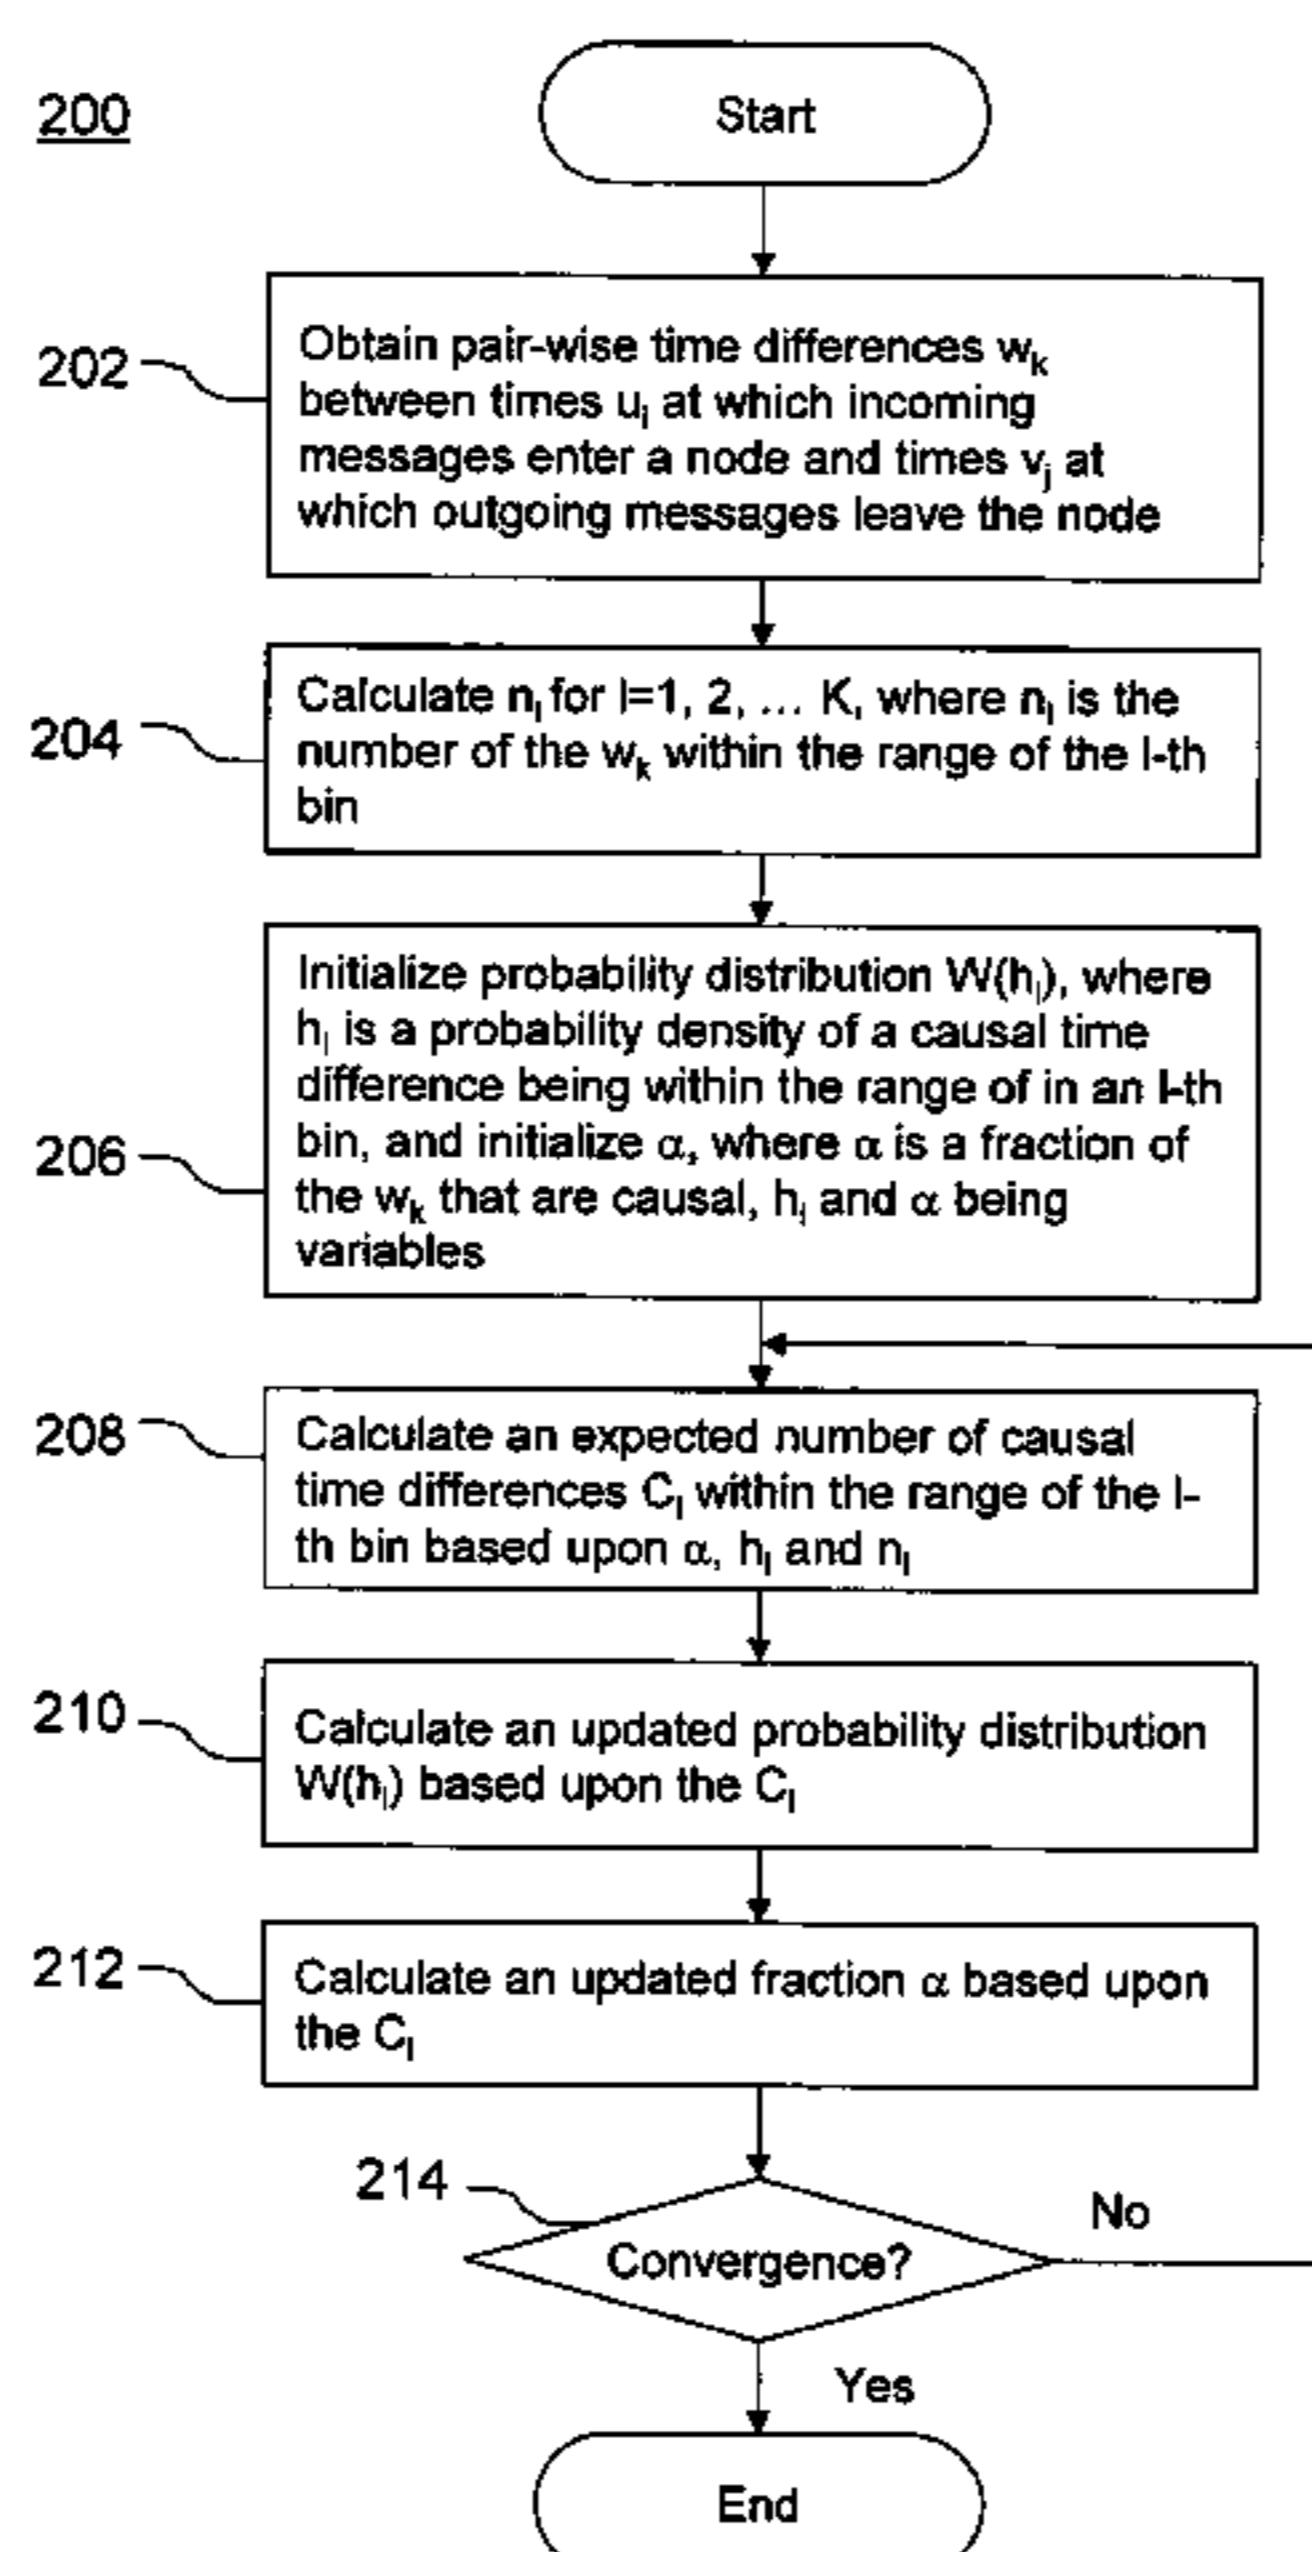 200
Start
202
Obtain pair-wise time differences wₖ
between times uᵢ at which incoming
messages enter a node and times vⱼ at
which outgoing messages leave the node
204
Calculate nₗ for l=1, 2, ... K, where nₗ is the
number of the wₖ within the range of the l-th
bin
206
Initialize probability distribution W(hₗ), where
hₗ is a probability density of a causal time
difference being within the range of in an l-th
bin, and initialize α, where α is a fraction of
the wₖ that are causal, hₗ and α being
variables
208
Calculate an expected number of causal
time differences Cₗ within the range of the l-
th bin based upon α, hₗ and nₗ
210
Calculate an updated probability distribution
W(hₗ) based upon the Cₗ
212
Calculate an updated fraction α based upon
the Cₗ
214
Convergence?
No
Yes
End